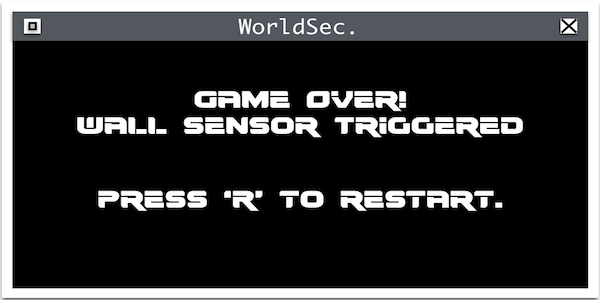 WorldSec.
GAME OVER!
WALL SENSOR TRIGGERED
PRESS ‘R’ TO RESTART.